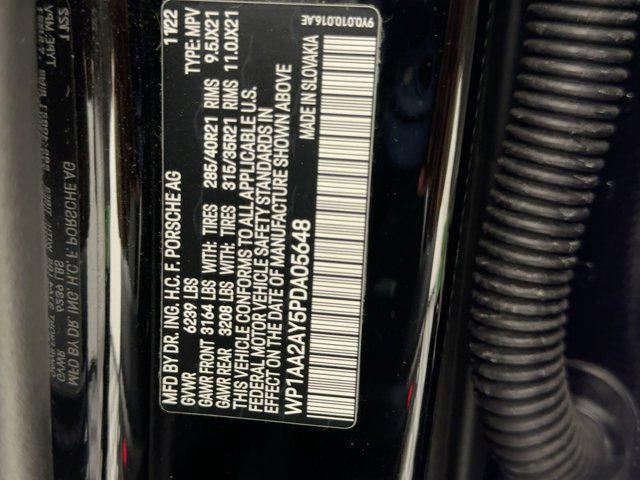 MFD BY DR. ING. H.C. F. PORSCHE AG 11/22
GVWR 6239 LBS TYPE: MPV
GAWR FRONT 3164 LBS WITH: TIRES 285/40R21 RIMS 9.5JX21
GAWR REAR 3208 LBS WITH: TIRES 315/35R21 RIMS 11.0JX21
THIS VEHICLE CONFORMS TO ALL APPLICABLE U.S.
FEDERAL MOTOR VEHICLE SAFETY STANDARDS IN
EFFECT ON THE DATE OF MANUFACTURE SHOWN ABOVE
WP1AA2AY5PDA05648 MADE IN SLOVAKIA
9Y0.010.016.AE